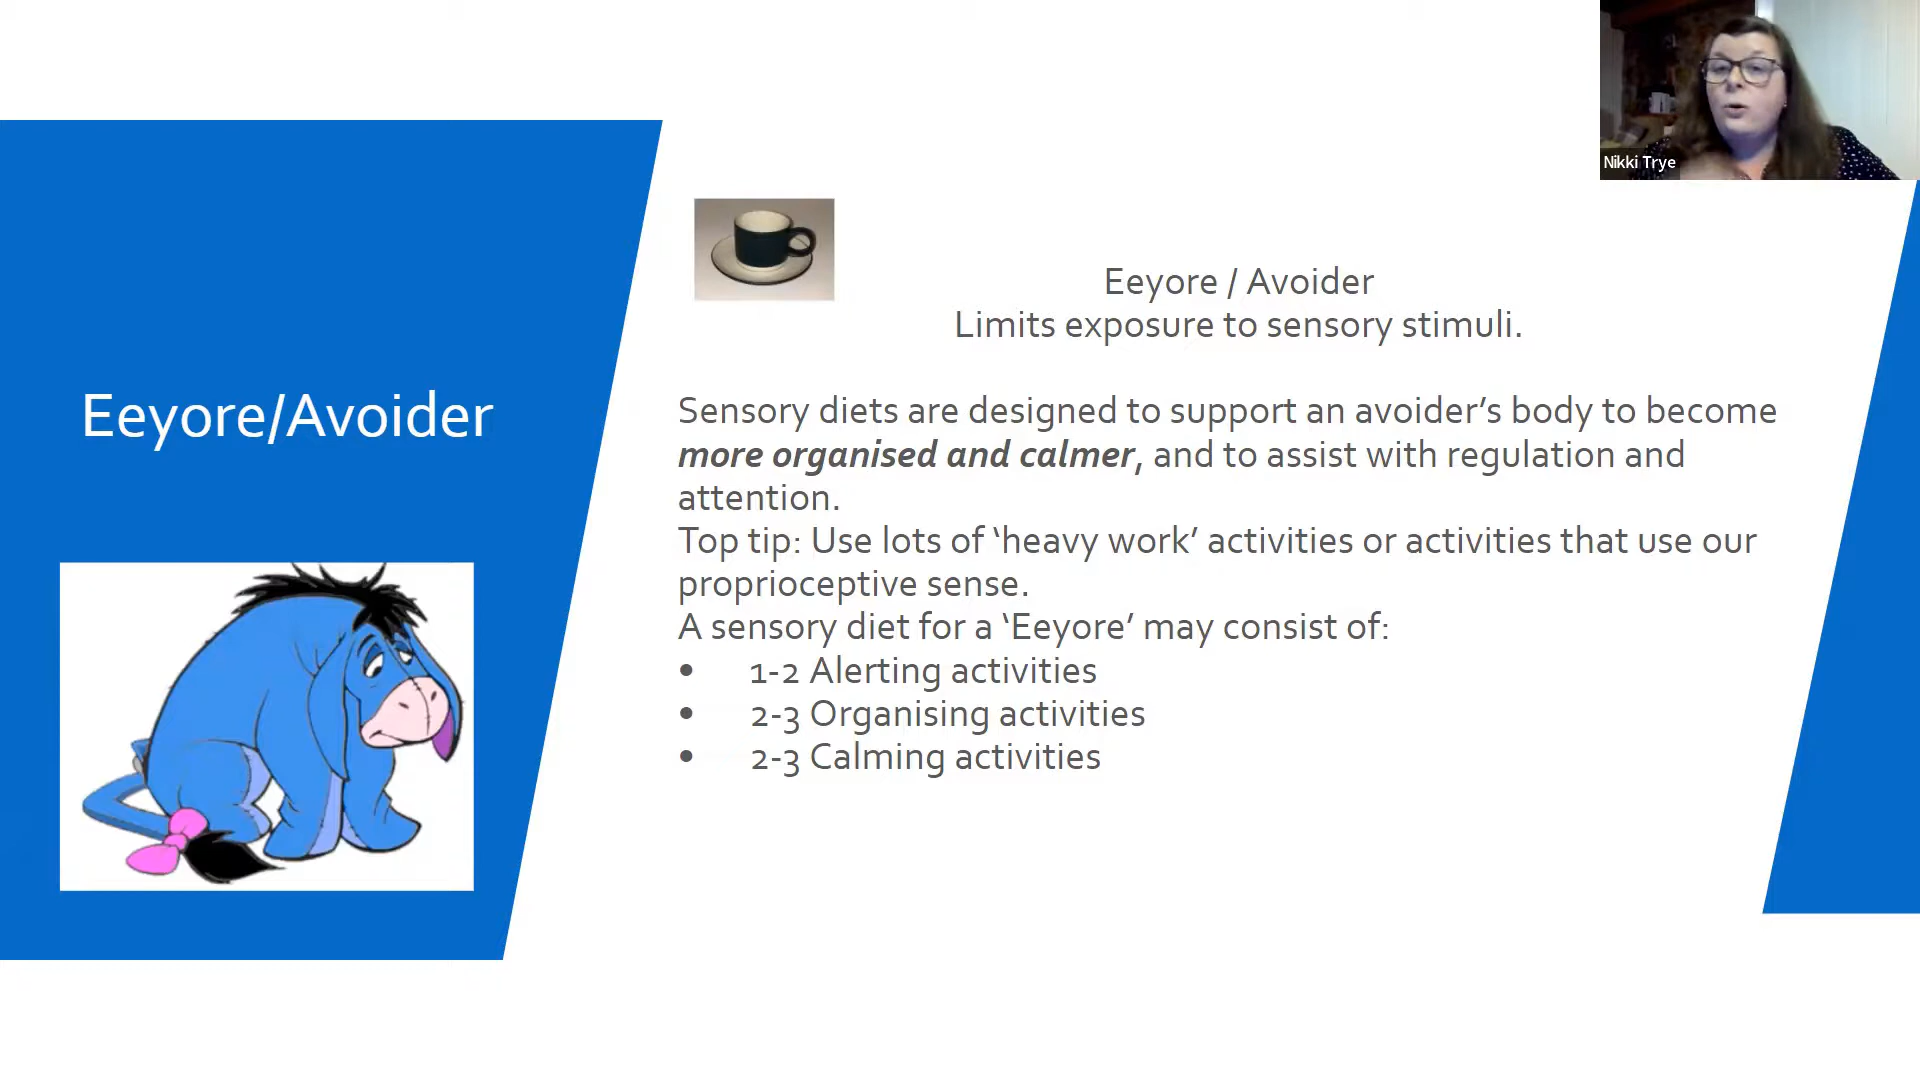 Nikki Trye
Eeyore/Avoider
Eeyore / Avoider
Limits exposure to sensory stimuli.
Sensory diets are designed to support an avoider’s body to become
more organised and calmer, and to assist with regulation and
attention.
Top tip: Use lots of ‘heavy work’ activities or activities that use our
proprioceptive sense.
A sensory diet for a ‘Eeyore’ may consist of:
• 1-2 Alerting activities
• 2-3 Organising activities
• 2-3 Calming activities